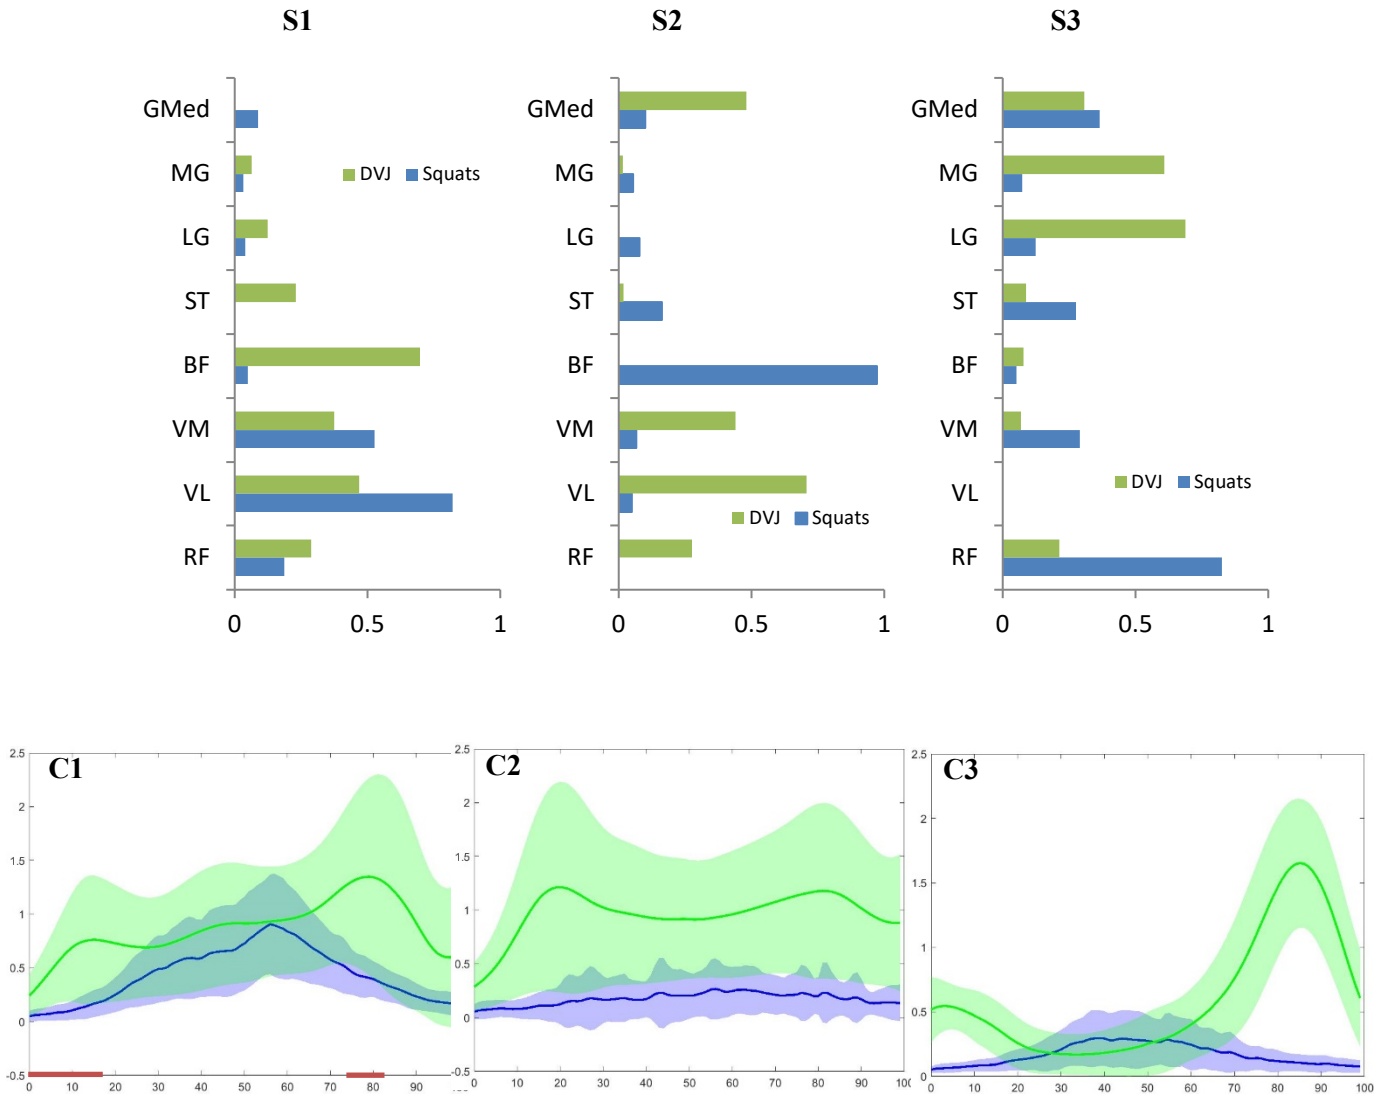 S1 S2 S3
GMed GMed GMed
MG DVJ Squats MG MG
LG LG LG
ST ST ST
BF BF BF
VM VM VM
VL VL DVJ Squats VL DVJ Squats
RF RF RF
0 0.5 1 0 0.5 1 0 0.5 1
C1 C2 C3
2.5 2.5 2.5
2 2 2
1.5 1.5 1.5
1 1 1
0.5 0.5 0.5
0 0 0
-0.5 -0.5
0 10 20 30 40 50 60 70 80 90 0 10 20 30 40 50 60 70 80 90 0 10 20 30 40 50 60 70 80 90 100